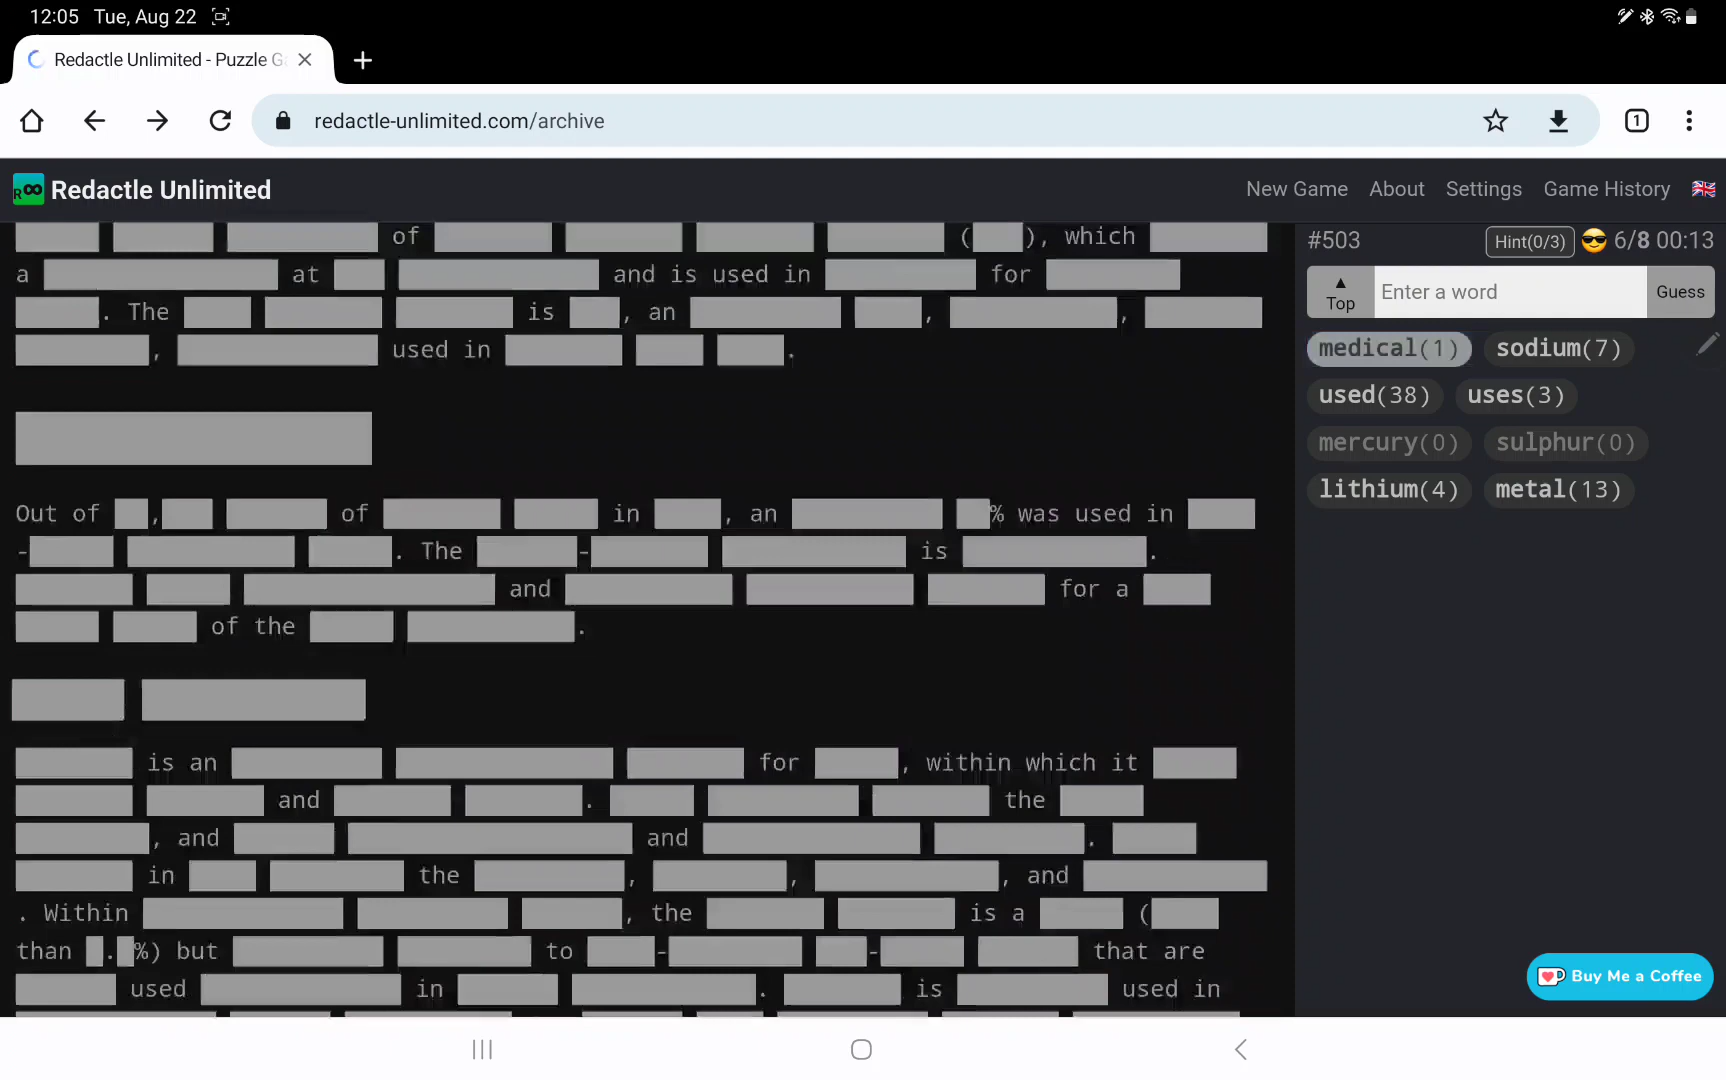 12:05 Tue, Aug 22
Redactle Unlimited - Puzzle G
redactle-unlimited.com/archive
1
R∞ Redactle Unlimited
New Game About Settings Game History
of ( ), which
a at and is used in for
. The is , an , ,
, used in .
Out of , of in , an % was used in
- . The - is .
and for a
of the .
is an for , within which it
and . the
, and and .
in the , , , and
. Within , the is a (
than . %) but to - - that are
used in . is used in
#503 Hint(0/3) 6/8 00:13
▲
Top
Enter a word
Guess
medical(1) sodium(7)
used(38) uses(3)
mercury(0) sulphur(0)
lithium(4) metal(13)
Buy Me a Coffee